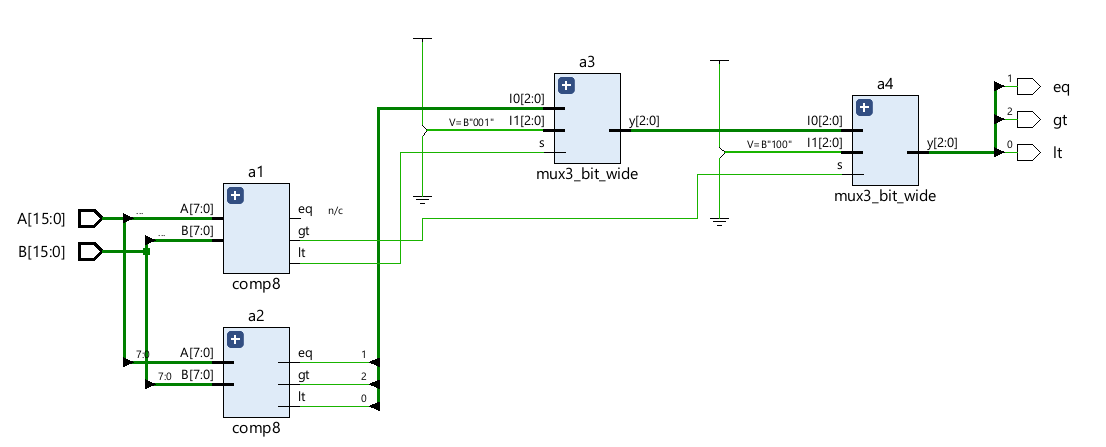 a3
I0[2:0]
V=B"001" I1[2:0] y[2:0]
s
mux3_bit_wide
a4
I0[2:0]
V=B"100" I1[2:0] y[2:0]
s
mux3_bit_wide
1 eq
2 gt
0 lt
a1
A[15:0] ... A[7:0] eq n/c
B[15:0] ... B[7:0] gt
lt
comp8
a2
7:0 A[7:0] eq 1
7:0 B[7:0] gt 2
lt 0
comp8